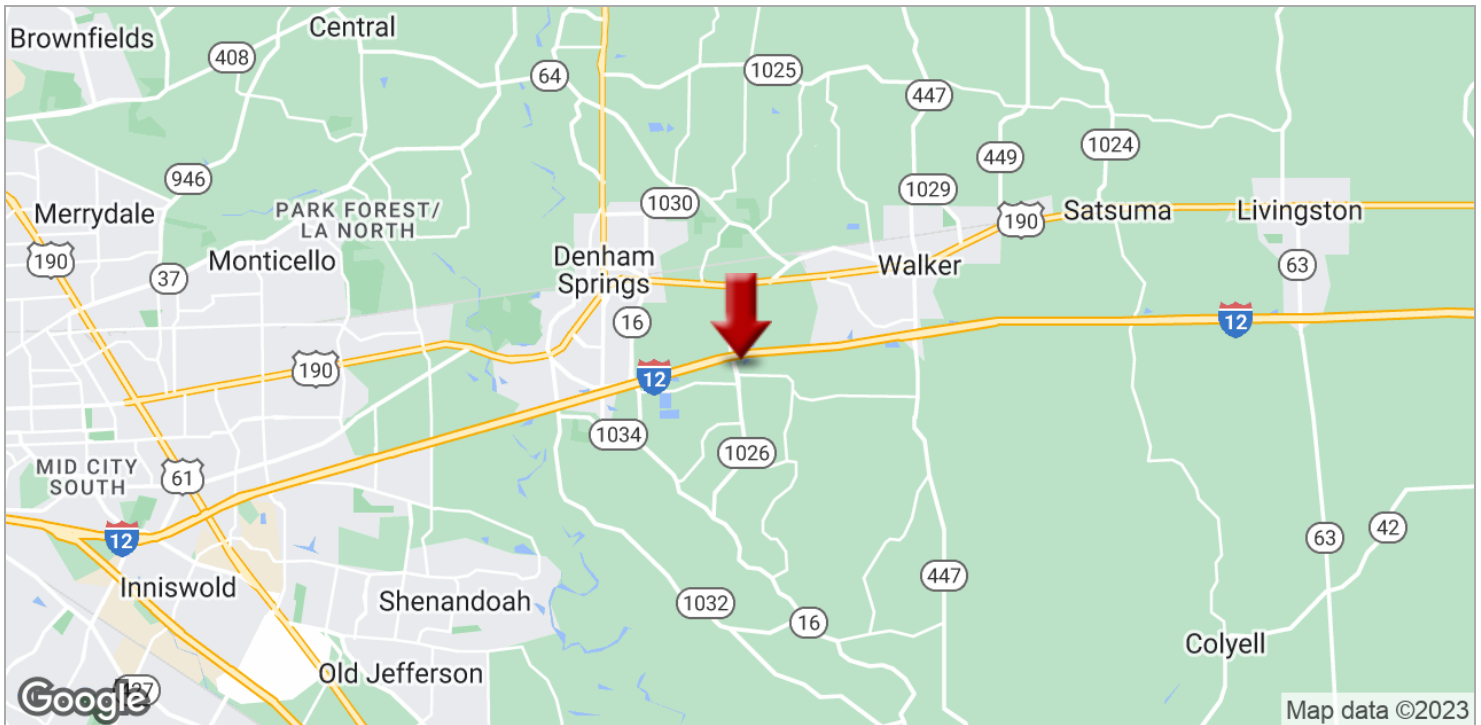 Brownfields
Central
408
64
1025
447
449
1024
946
1029
1030
Merrydale
PARK FOREST/
LA NORTH
Satsuma
Livingston
190
190
Monticello
37
Denham
Springs
Walker
63
16
12
190
12
1034
1026
MID CITY
SOUTH
61
12
63
42
Inniswold
447
Shenandoah
1032
16
Colyell
Old Jefferson
Google
Map data ©2023